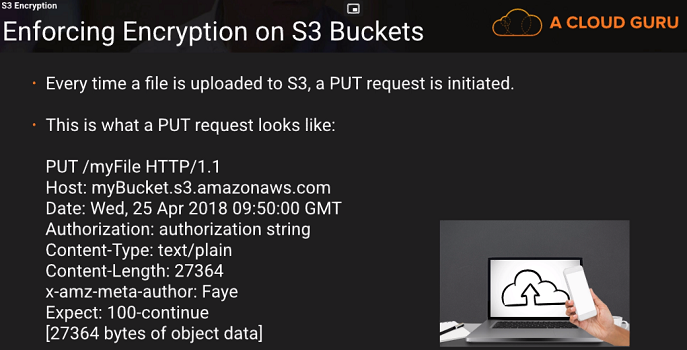 S3 Encryption
Enforcing Encryption on S3 Buckets
A CLOUD GURU
• Every time a file is uploaded to S3, a PUT request is initiated.
• This is what a PUT request looks like:
PUT /myFile HTTP/1.1
Host: myBucket.s3.amazonaws.com
Date: Wed, 25 Apr 2018 09:50:00 GMT
Authorization: authorization string
Content-Type: text/plain
Content-Length: 27364
x-amz-meta-author: Faye
Expect: 100-continue
[27364 bytes of object data]